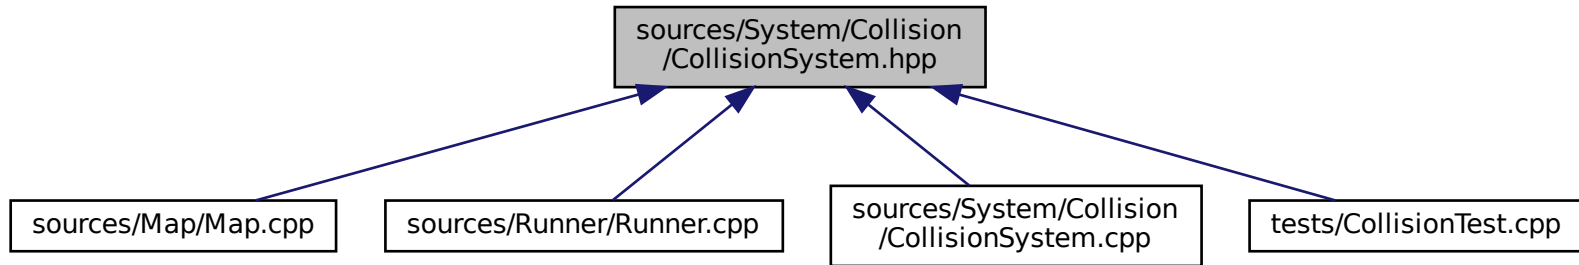 sources/System/Collision
/CollisionSystem.hpp
sources/Map/Map.cpp
sources/Runner/Runner.cpp
sources/System/Collision
/CollisionSystem.cpp
tests/CollisionTest.cpp